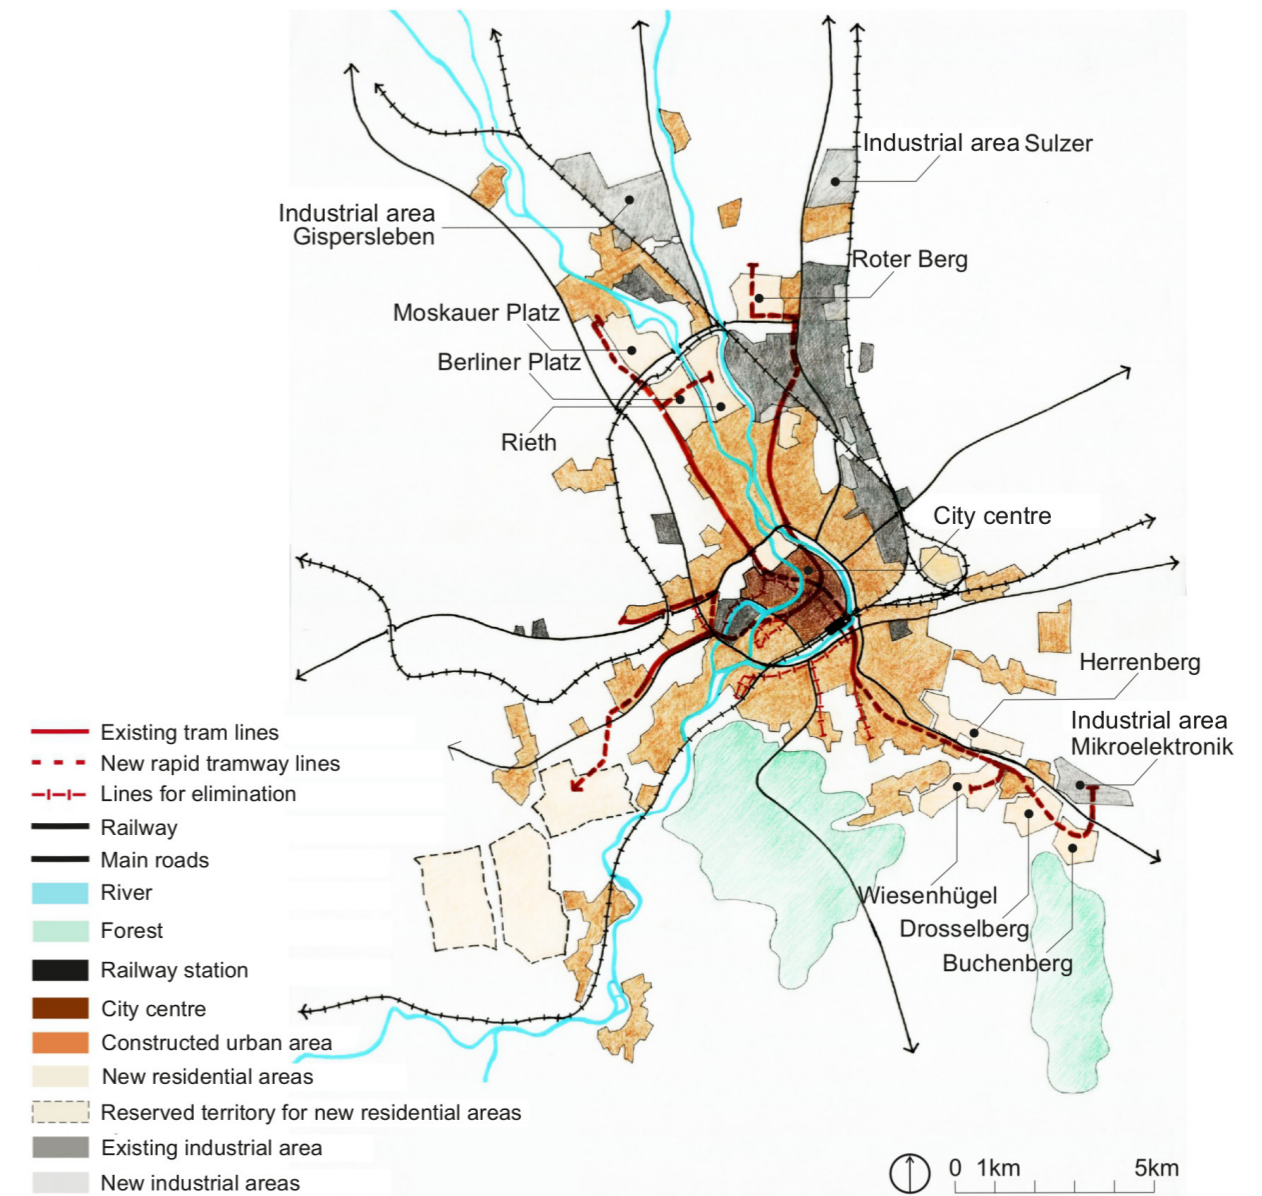 Industrial area Sulzer
Industrial area
Gispersleben
Roter Berg
Moskauer Platz
Berliner Platz
Rieth
City centre
Herrenberg
Industrial area
Mikroelektronik
Wiesenhügel
Drosselberg
Buchenberg
Existing tram lines
New rapid tramway lines
Lines for elimination
Railway
Main roads
River
Forest
Railway station
City centre
Constructed urban area
New residential areas
Reserved territory for new residential areas
Existing industrial area
New industrial areas
0 1km 5km